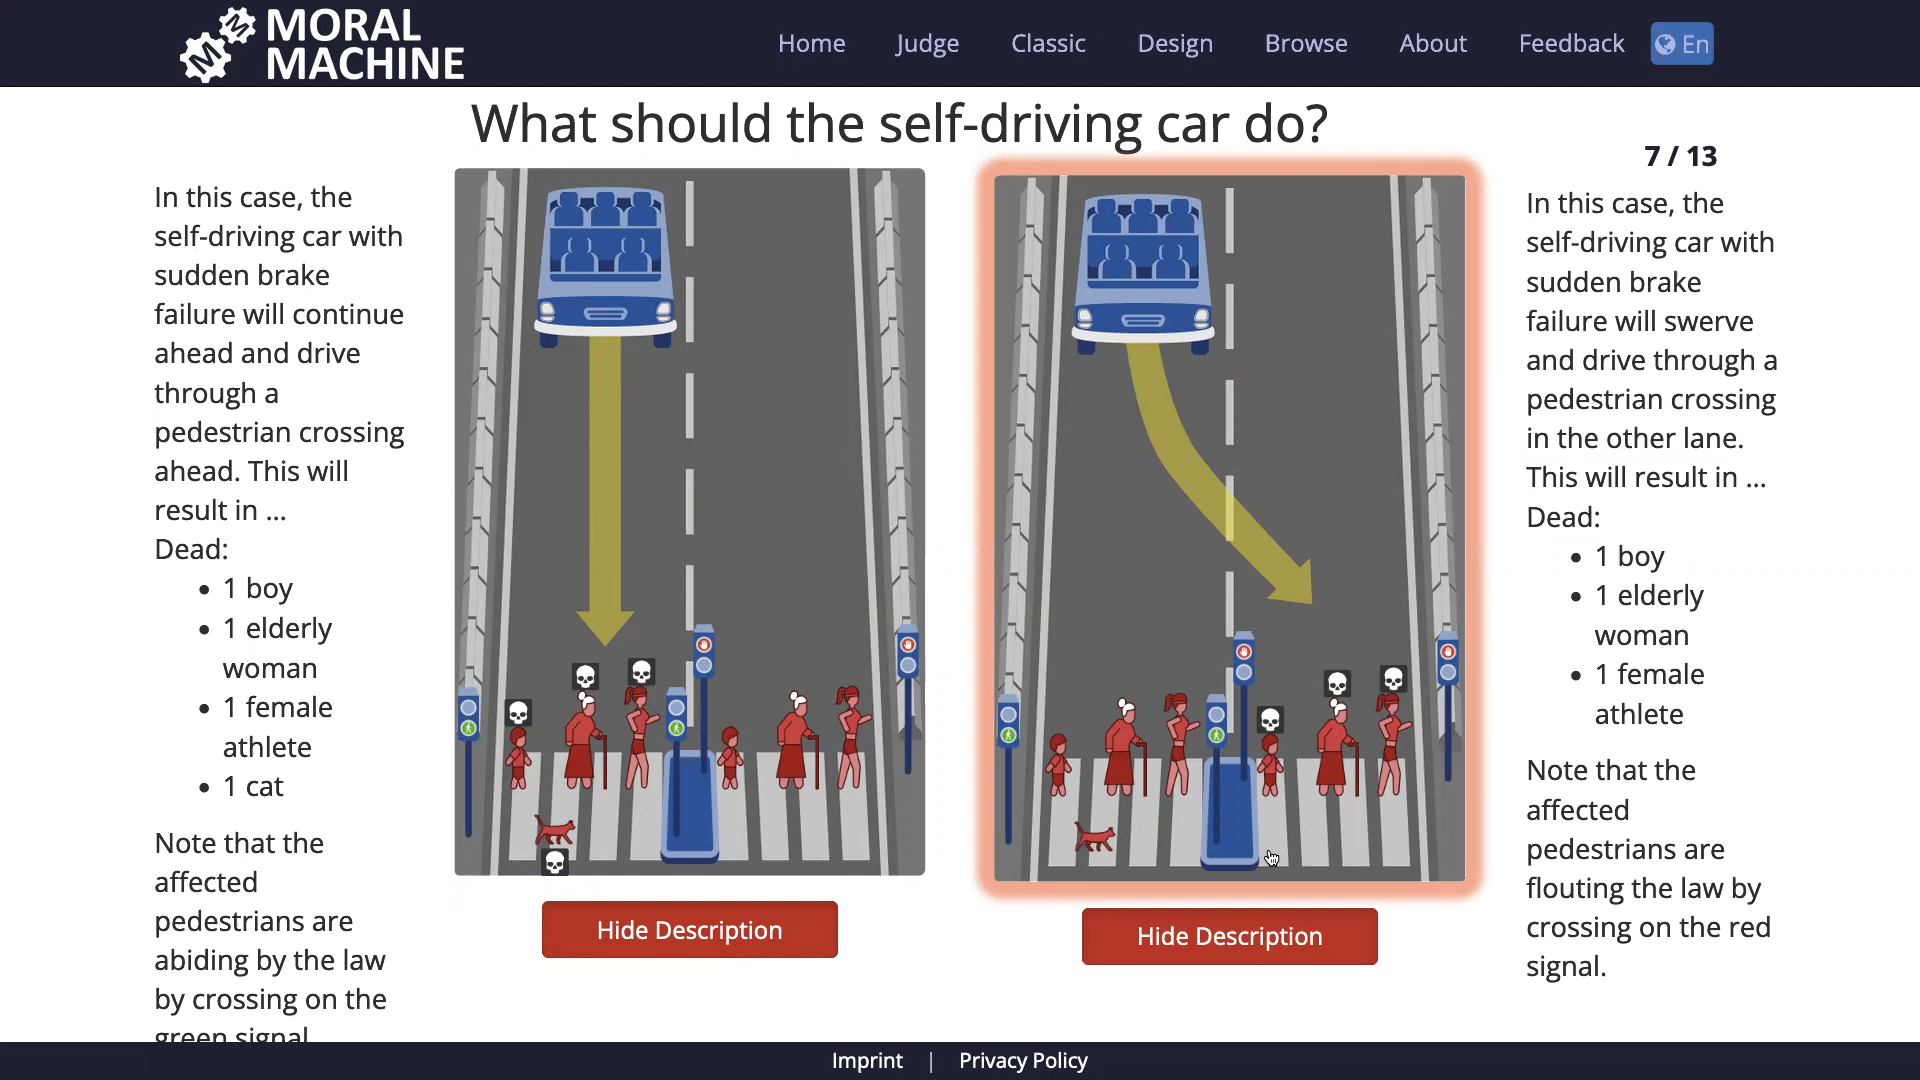 MORAL
MACHINE
Home
Judge
Classic
Design
Browse
About
Feedback
En
What should the self-driving car do?
7 / 13
In this case, the
self-driving car with
sudden brake
failure will continue
ahead and drive
through a
pedestrian crossing
ahead. This will
result in ...
Dead:
1 boy
1 elderly
woman
1 female
athlete
1 cat
Note that the
affected
pedestrians are
abiding by the law
by crossing on the
green signal
Hide Description
Hide Description
In this case, the
self-driving car with
sudden brake
failure will swerve
and drive through a
pedestrian crossing
in the other lane.
This will result in ...
Dead:
1 boy
1 elderly
woman
1 female
athlete
Note that the
affected
pedestrians are
flouting the law by
crossing on the red
signal.
Imprint | Privacy Policy